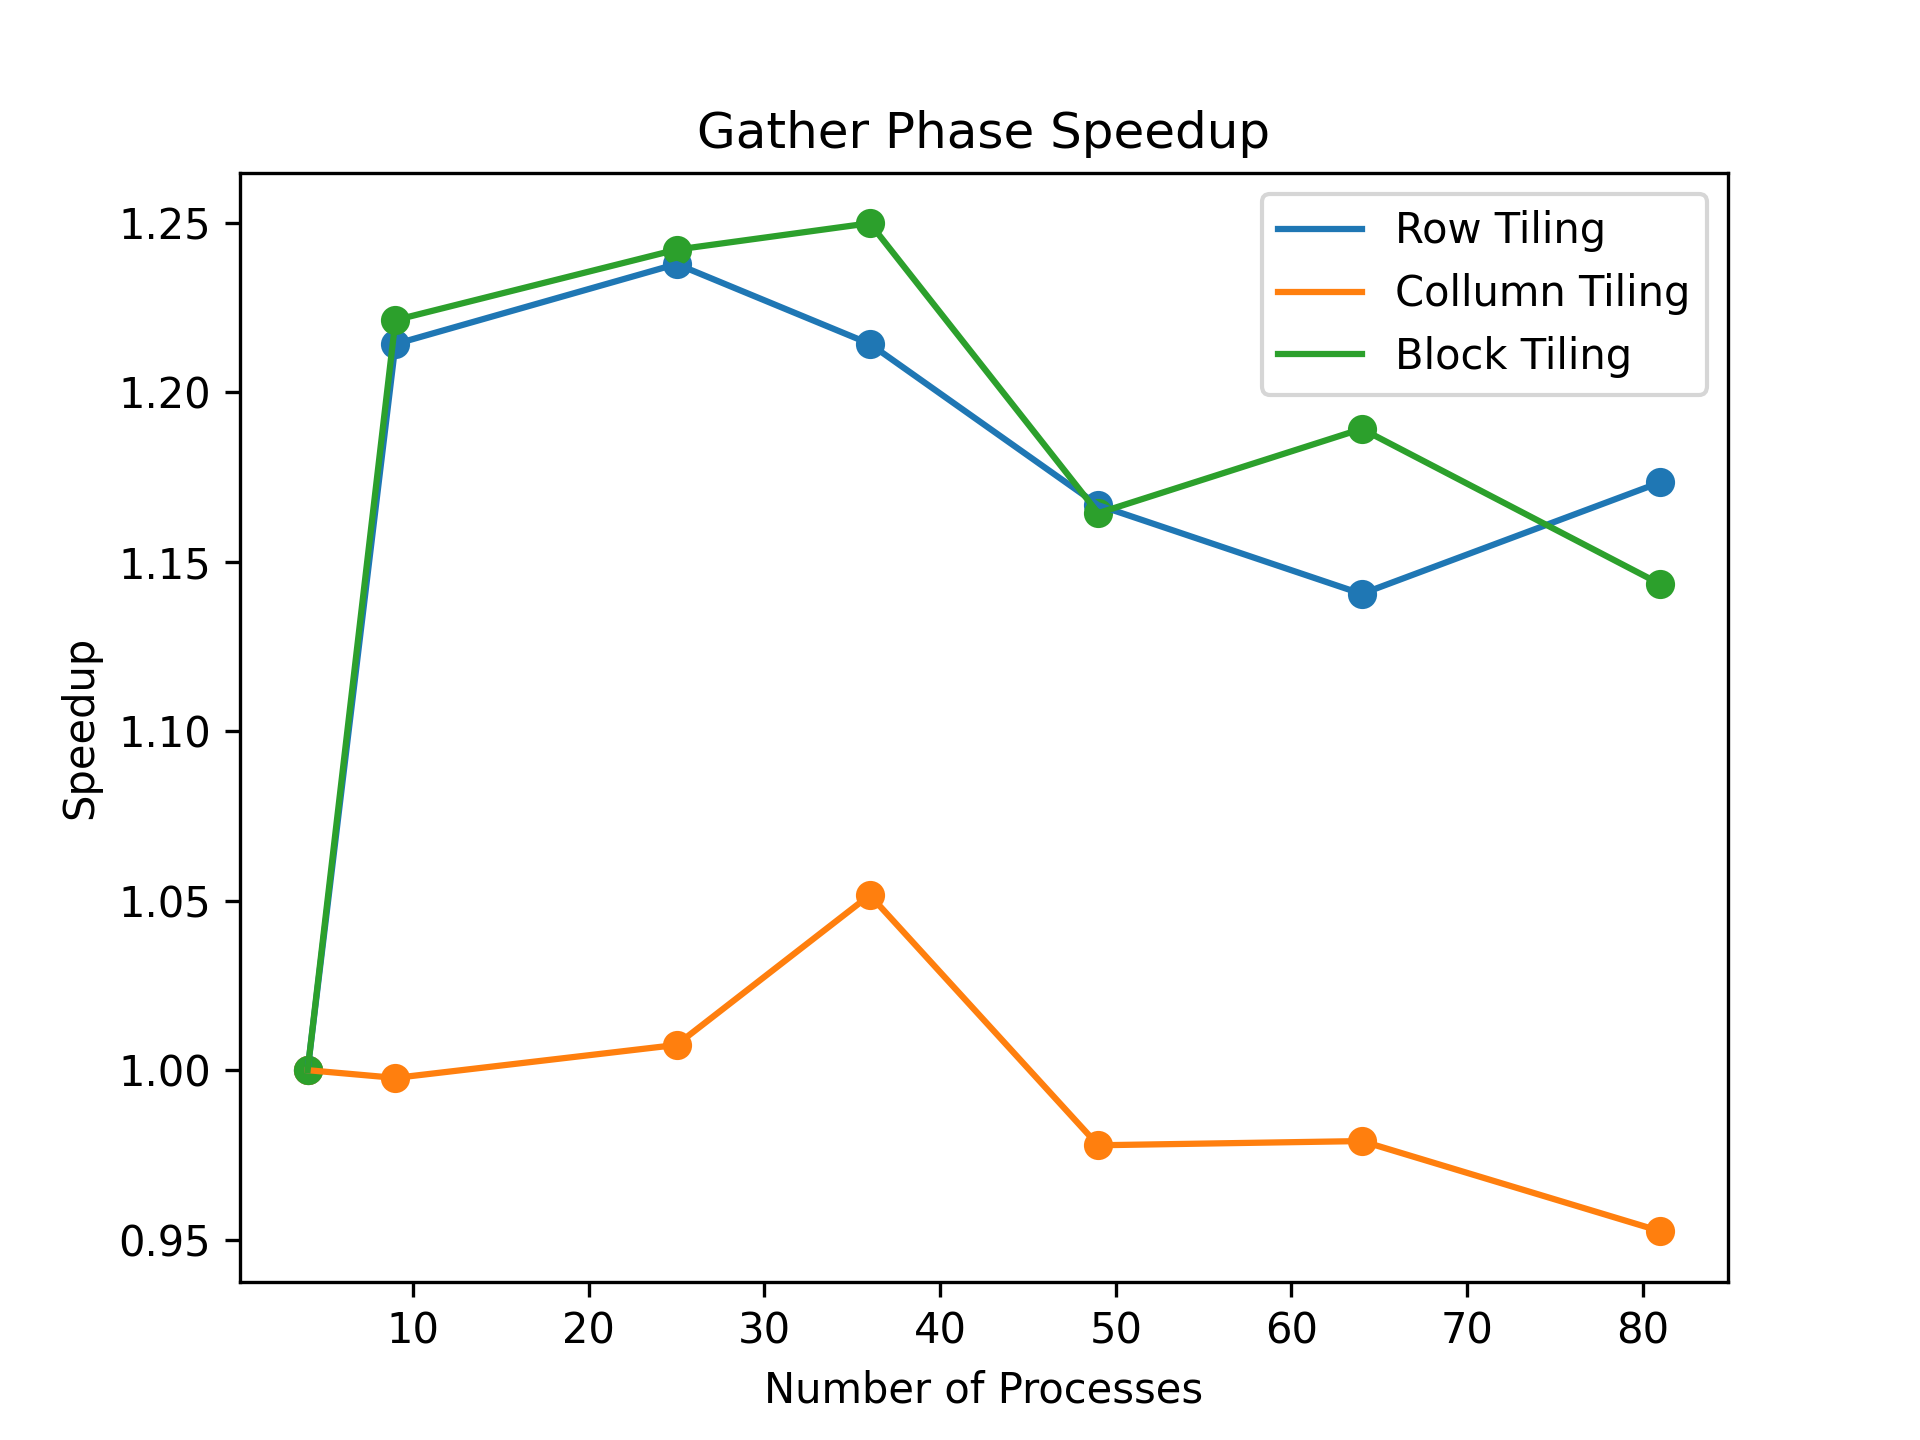 Gather Phase Speedup
Row Tiling
Collumn Tiling
Block Tiling
1.25
1.20
1.15
1.10
1.05
1.00
0.95
Speedup
10 20 30 40 50 60 70 80
Number of Processes